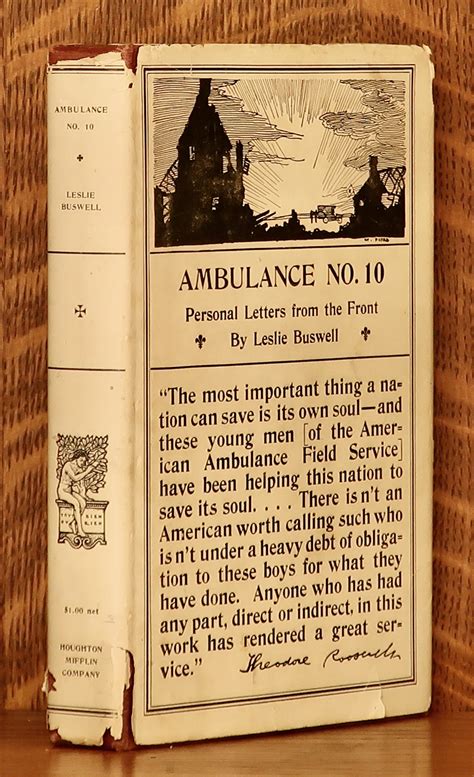 AMBULANCE
NO. 10
LESLIE
BUSWELL
$1.00 net
HOUGHTON
MIFFLIN
COMPANY
AMBULANCE NO. 10
Personal Letters from the Front
By Leslie Buswell
"The most important thing a na-
tion can save is its own soul—and
these young men [of the Amer-
ican Ambulance Field Service]
have been helping this nation to
save its soul. . . . There isn't an
American worth calling such who
isn't under a heavy debt of obliga-
tion to these boys for what they
have done. Anyone who has had
any part, direct or indirect, in this
work has rendered a great ser-
vice."
Theodore Roosevelt